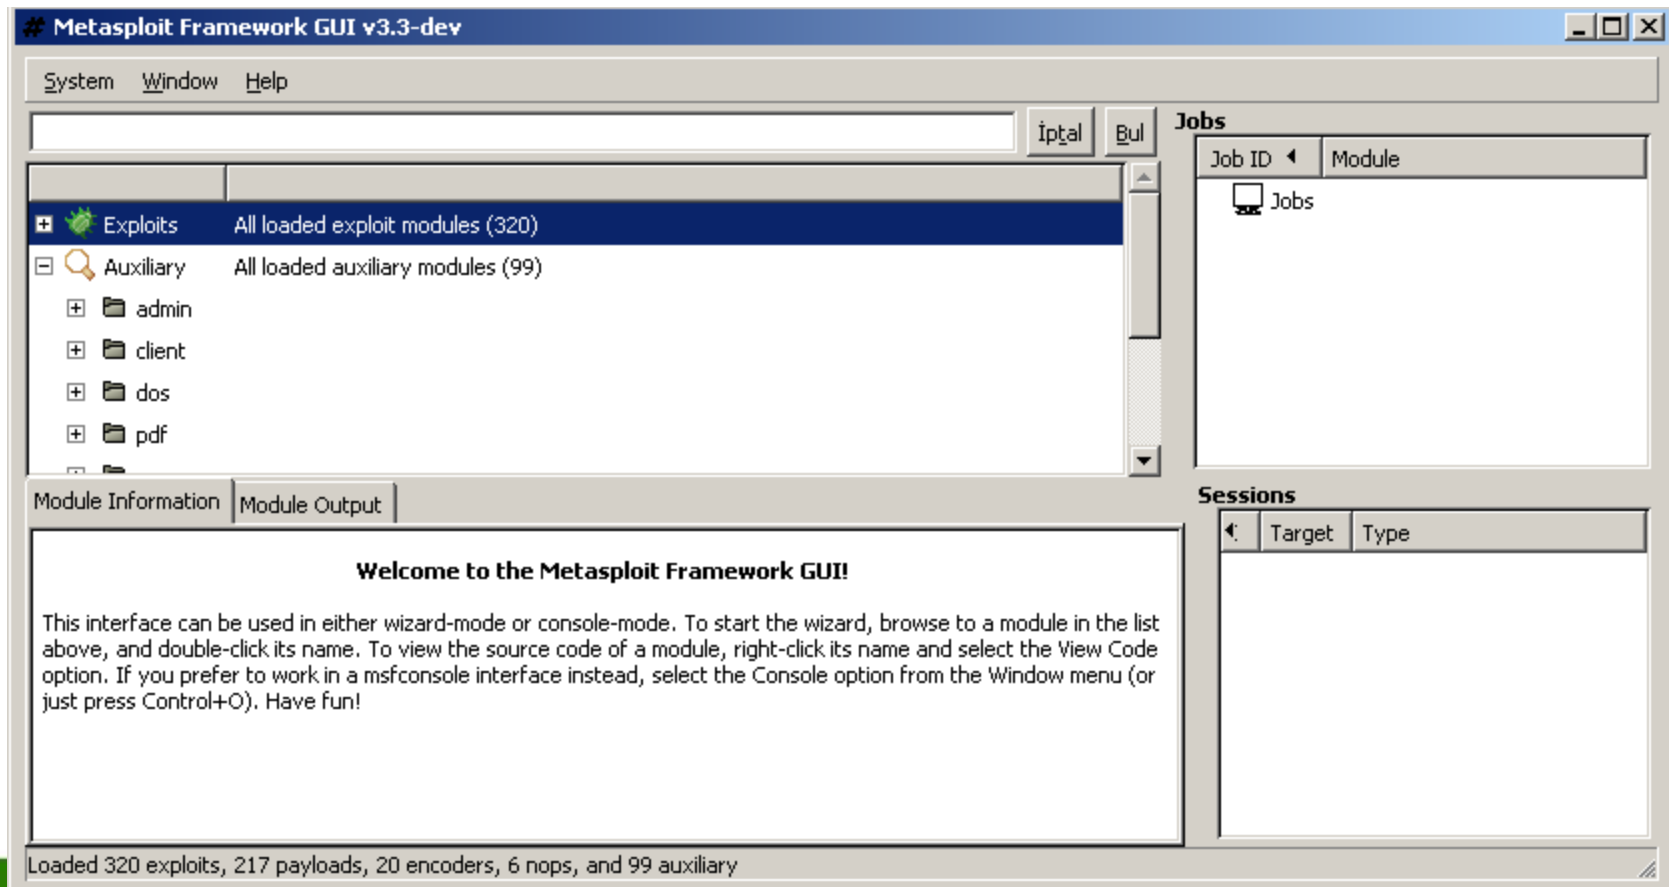 # Metasploit Framework GUI v3.3-dev
System Window Help
İptal Bul
Exploits All loaded exploit modules (320)
Auxiliary All loaded auxiliary modules (99)
admin
client
dos
pdf
Jobs
Job ID Module
Jobs
Module Information Module Output
Welcome to the Metasploit Framework GUI!
This interface can be used in either wizard-mode or console-mode. To start the wizard, browse to a module in the list
above, and double-click its name. To view the source code of a module, right-click its name and select the View Code
option. If you prefer to work in a msfconsole interface instead, select the Console option from the Window menu (or
just press Control+O). Have fun!
Sessions
Target Type
Loaded 320 exploits, 217 payloads, 20 encoders, 6 nops, and 99 auxiliary